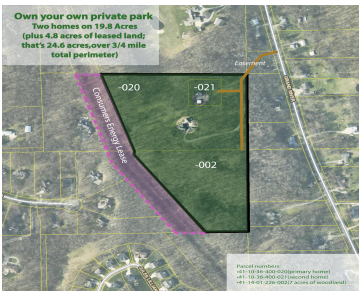 Own your own private park
Two homes on 19.8 Acres
(plus 4.8 acres of leased land;
that's 24.6 acres,over 3/4 mile
total perimeter)
Easement
-020
-021
Consumers Energy Lease
-002
Parcel numbers:
-41-10-36-400-020(primary home)
-41-10-36-400-021(second home)
-41-14-01-226-002(7 acres of woodland)